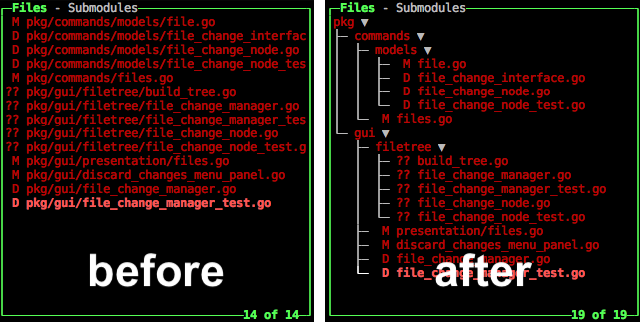 Files - Submodules
M pkg/commands/models/file.go
D pkg/commands/models/file_change_interfac
D pkg/commands/models/file_change_node.go
D pkg/commands/models/file_change_node_tes
M pkg/commands/files.go
?? pkg/gui/filetree/build_tree.go
?? pkg/gui/filetree/file_change_manager.go
?? pkg/gui/filetree/file_change_manager_tes
?? pkg/gui/filetree/file_change_node.go
?? pkg/gui/filetree/file_change_node_test.g
M pkg/gui/presentation/files.go
M pkg/gui/discard_changes_menu_panel.go
D pkg/gui/file_change_manager.go
D pkg/gui/file_change_manager_test.go
before
14 of 14
Files - Submodules
pkg ▼
commands ▼
models ▼
M file.go
D file_change_interface.go
D file_change_node.go
D file_change_node_test.go
M files.go
gui ▼
filetree ▼
?? build_tree.go
?? file_change_manager.go
?? file_change_manager_test.go
?? file_change_node.go
?? file_change_node_test.go
M presentation/files.go
M discard_changes_menu_panel.go
D file_change_manager.go
D file_change_manager_test.go
after
19 of 19